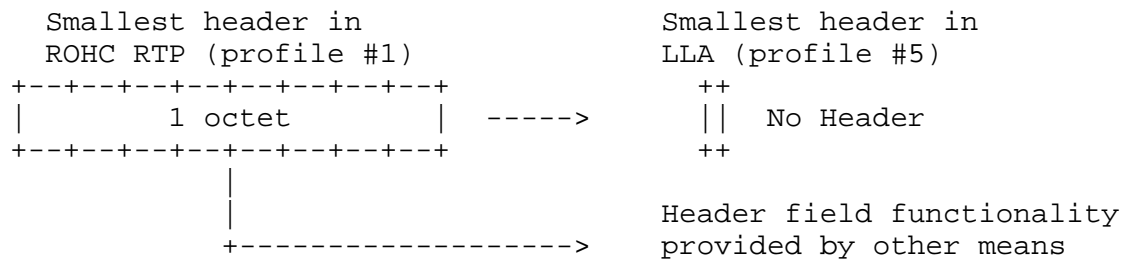 Smallest header in                            Smallest header in
ROHC RTP (profile #1)                         LLA (profile #5)
+--+--+--+--+--+--+--+--+                ++
|        1 octet        |  ----->        ||  No Header
+--+--+--+--+--+--+--+--+                ++
|
|                              Header field functionality
+------------------->     provided by other means